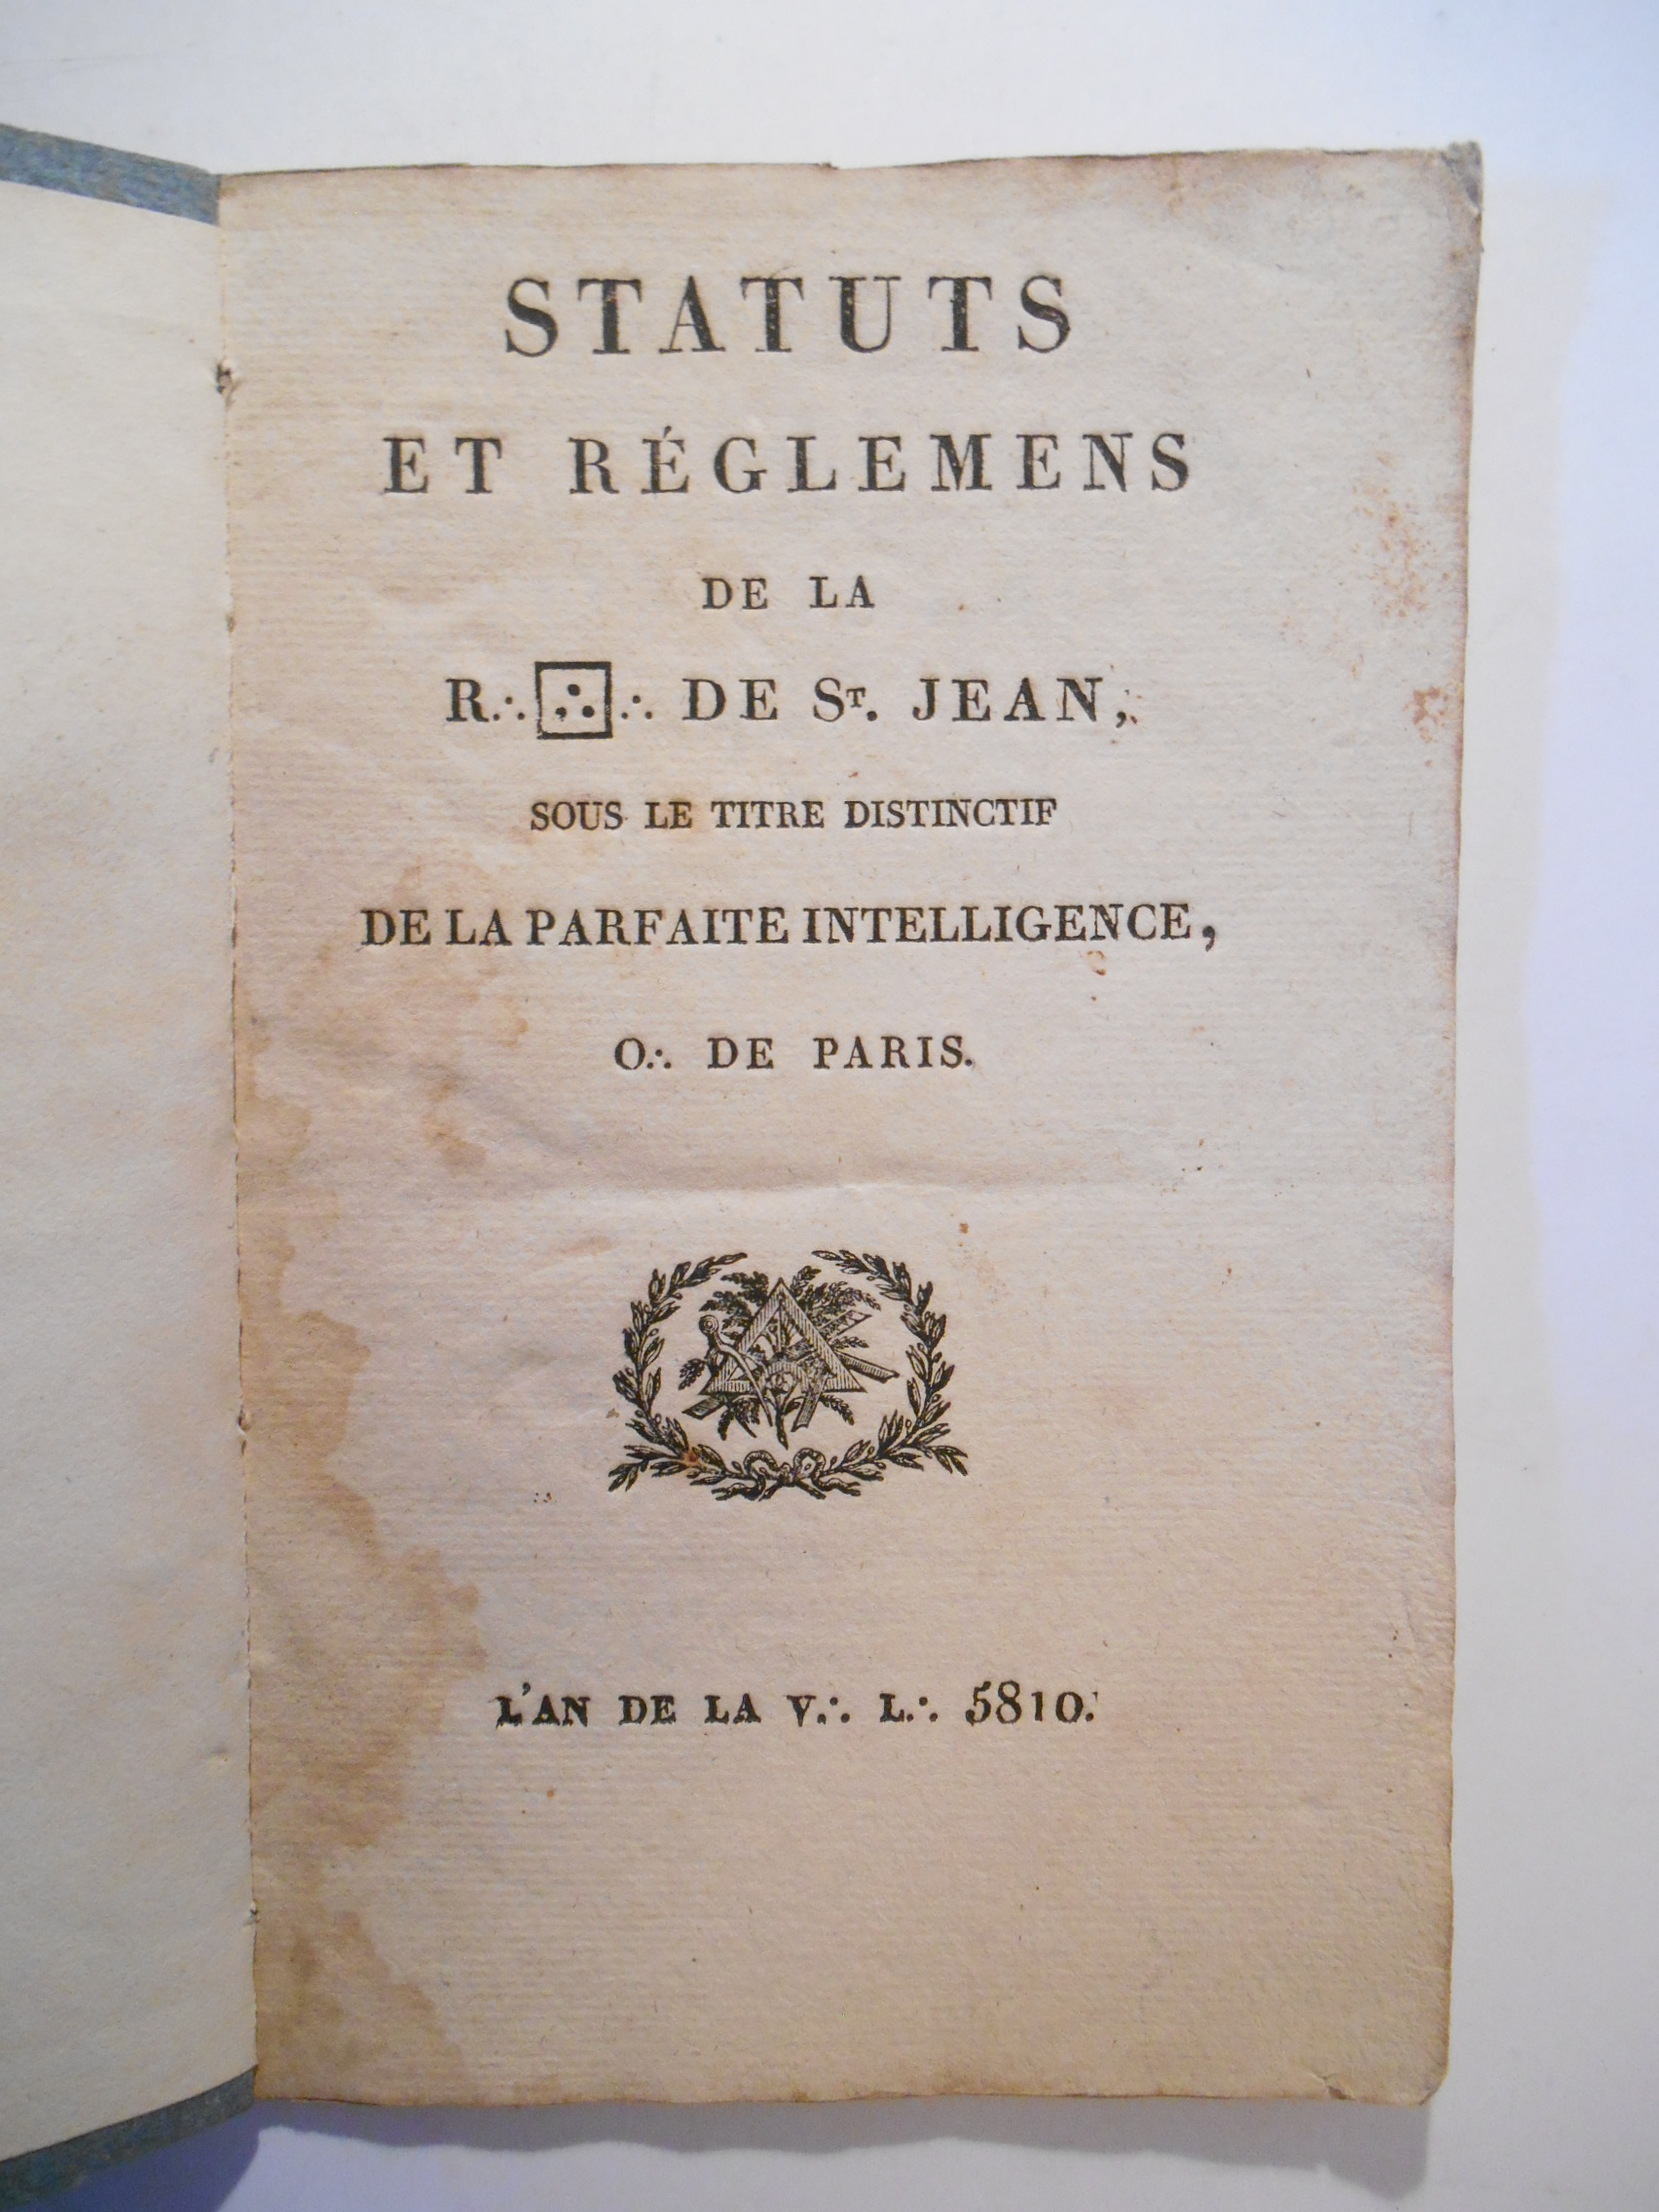 STATUTS
ET RÉGLEMENS
DE LA
R∴ ⊡∴ DE ST. JEAN,
SOUS LE TITRE DISTINCTIF
DE LA PARFAITE INTELLIGENCE,
O∴ DE PARIS.
L'AN DE LA V∴ L∴ 5810.